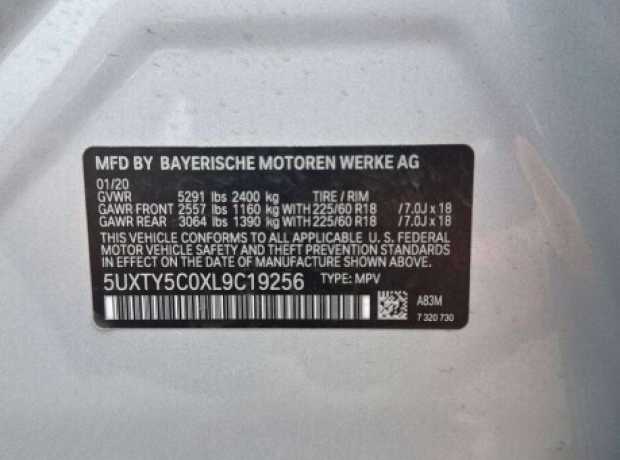 MFD BY BAYERISCHE MOTOREN WERKE AG
01/20
GVWR 5291 lbs 2400 kg TIRE / RIM
GAWR FRONT 2557 lbs 1160 kg WITH 225/60 R18 /7.0J x 18
GAWR REAR 3064 lbs 1390 kg WITH 225/60 R18 /7.0J x 18
THIS VEHICLE CONFORMS TO ALL APPLICABLE U. S. FEDERAL
MOTOR VEHICLE SAFETY AND THEFT PREVENTION STANDARDS
IN EFFECT ON THE DATE OF MANUFACTURE SHOWN ABOVE.
5UXTY5C0XL9C19256 TYPE: MPV
A83M
7 320 730